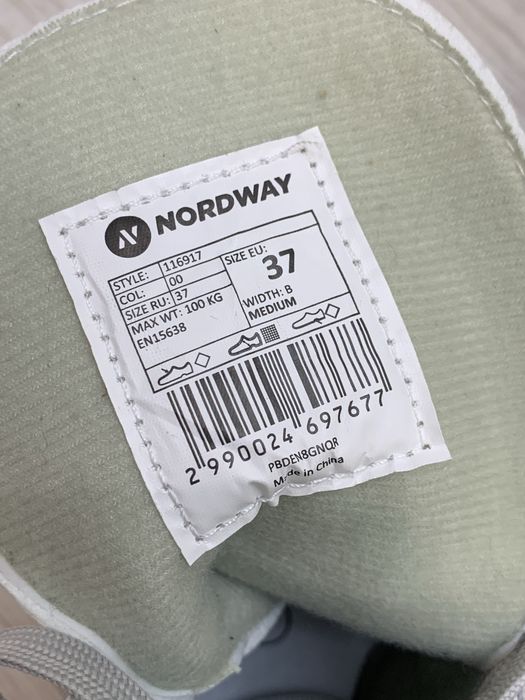 NORDWAY
STYLE: 116917
COL: 00
SIZE RU: 37
MAX WT: 100 KG
EN15638
SIZE EU:
37
WIDTH: B
MEDIUM
2 990024 697677
PBDEN8GNQR
Made in China